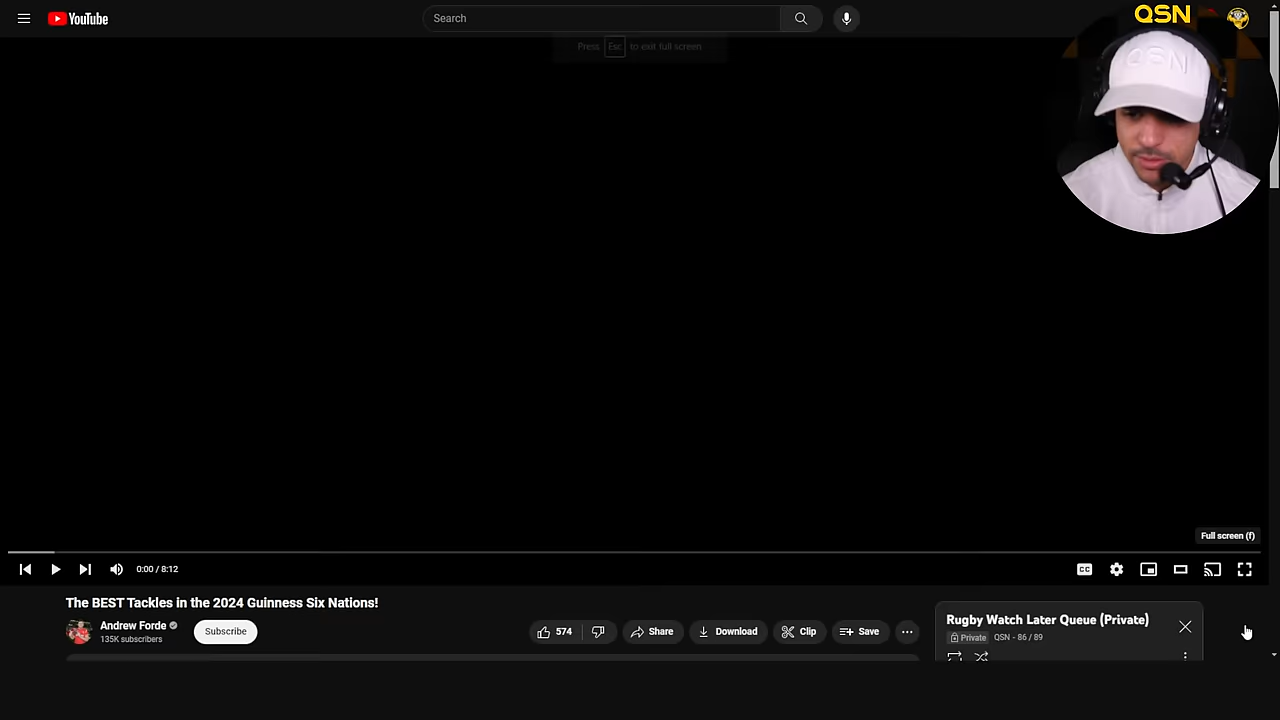 YouTube
Search
QSN
QSN
Press Esc to exit full screen
Full screen (f)
0:00 / 8:12
CC
The BEST Tackles in the 2024 Guinness Six Nations!
Andrew Forde
135K subscribers
Subscribe
574
Share
Download
Clip
Save
Rugby Watch Later Queue (Private)
Private
QSN - 86 / 89